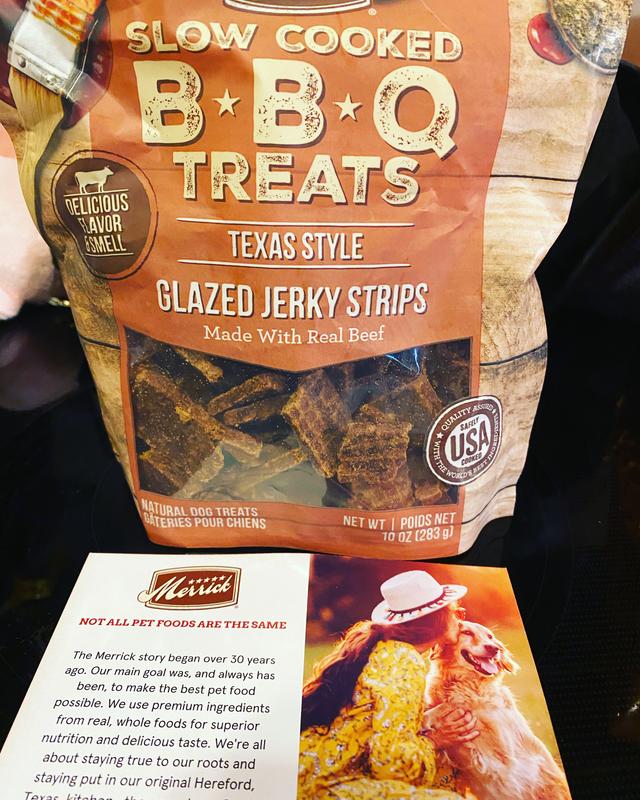 SLOW COOKED
B★B★Q
TREATS
DELICIOUS
FLAVOR
& SMELL
TEXAS STYLE
GLAZED JERKY STRIPS
Made With Real Beef
QUALITY ASSURED
SAFELY
USA
COOKED
WITH THE WORLD'S BEST INGREDIENTS
NATURAL DOG TREATS
GÂTERIES POUR CHIENS
NET WT | POIDS NET
10 OZ (283 g)
Merrick
NOT ALL PET FOODS ARE THE SAME
The Merrick story began over 30 years
ago. Our main goal was, and always has
been, to make the best pet food
possible. We use premium ingredients
from real, whole foods for superior
nutrition and delicious taste. We're all
about staying true to our roots and
staying put in our original Hereford,
Texas kitchen